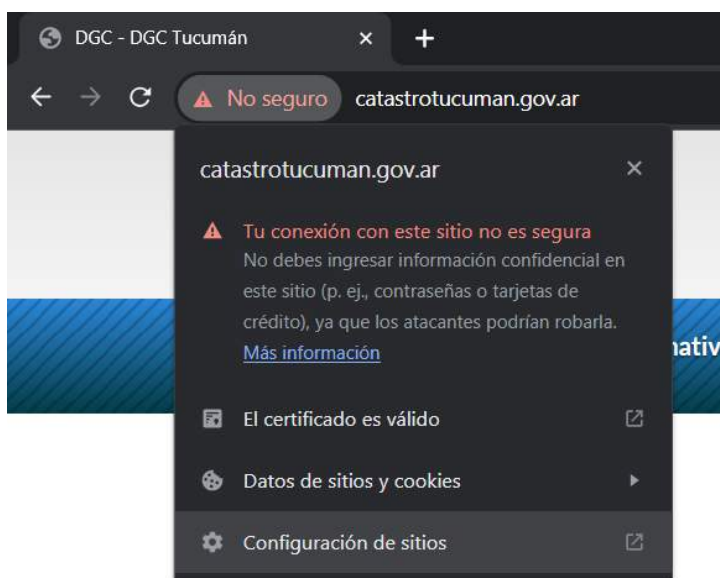 DGC - DGC Tucumán
No seguro catastrotucuman.gov.ar
catastrotucuman.gov.ar
Tu conexión con este sitio no es segura
No debes ingresar información confidencial en
este sitio (p. ej., contraseñas o tarjetas de
crédito), ya que los atacantes podrían robarla.
Más información
nativ
El certificado es válido
Datos de sitios y cookies
Configuración de sitios